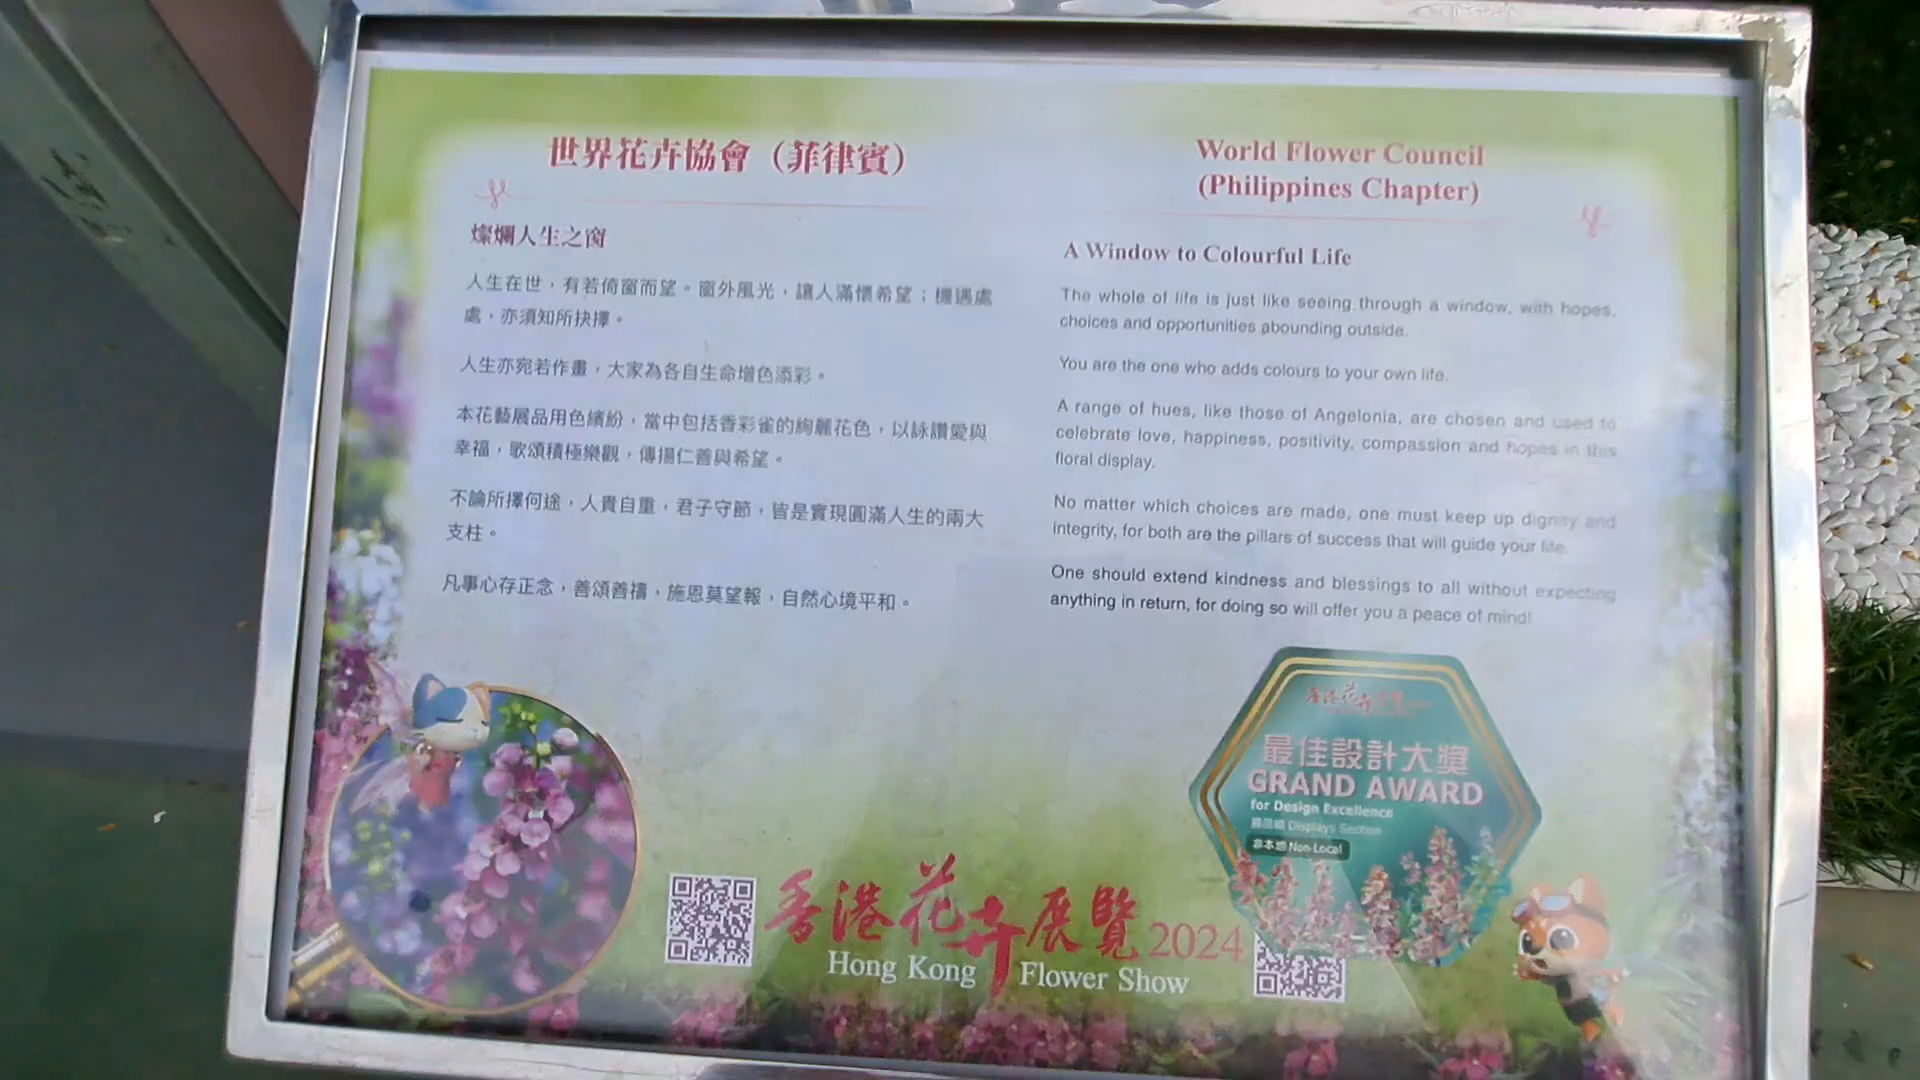 世界花卉協會（菲律賓）
燦爛人生之窗
人生在世，有若倚窗而望。窗外風光，讓人滿懷希望；機遇處
處，亦須知所抉擇。
人生亦宛若作畫，大家為各自生命增色添彩。
本花藝展品用色繽紛，當中包括香彩雀的絢麗花色，以詠讚愛與
幸福，歌頌積極樂觀，傳揚仁善與希望。
不論所擇何途，人貴自重，君子守節，皆是實現圓滿人生的兩大
支柱。
凡事心存正念，善頌善禱，施恩莫望報，自然心境平和。
World Flower Council
(Philippines Chapter)
A Window to Colourful Life
The whole of life is just like seeing through a window, with hopes,
choices and opportunities abounding outside.
You are the one who adds colours to your own life.
A range of hues, like those of Angelonia, are chosen and used to
celebrate love, happiness, positivity, compassion and hopes in this
floral display.
No matter which choices are made, one must keep up dignity and
integrity, for both are the pillars of success that will guide your life.
One should extend kindness and blessings to all without expecting
anything in return, for doing so will offer you a peace of mind!
香港花卉展覽
最佳設計大獎
GRAND AWARD
for Design Excellence
展品組 Displays Section
非本地 Non-Local
香港花卉展覽 2024
Hong Kong Flower Show